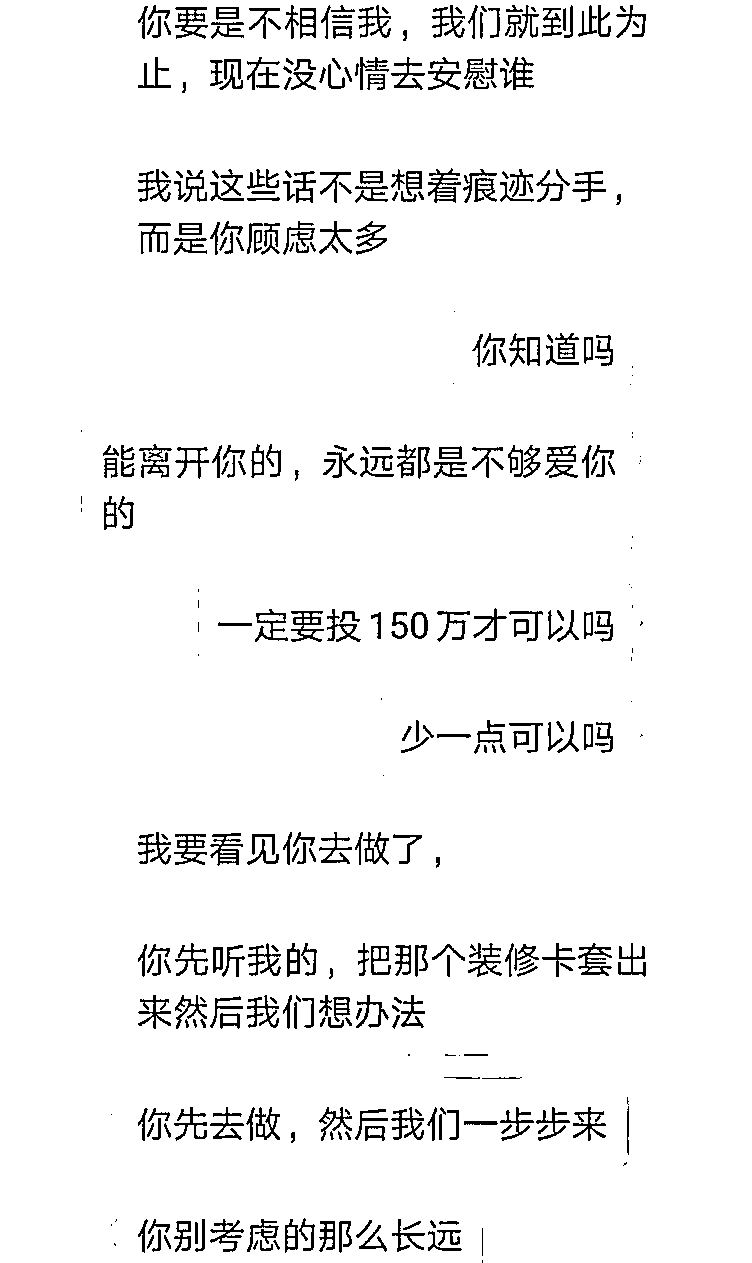 你要是不相信我，我们就到此为
止，现在没心情去安慰谁
我说这些话不是想着痕迹分手，
而是你顾虑太多
你知道吗
能离开你的，永远都是不够爱你
的
一定要投150万才可以吗
少一点可以吗
我要看见你去做了，
你先听我的，把那个装修卡套出
来然后我们想办法
你先去做，然后我们一步步来
你别考虑的那么长远